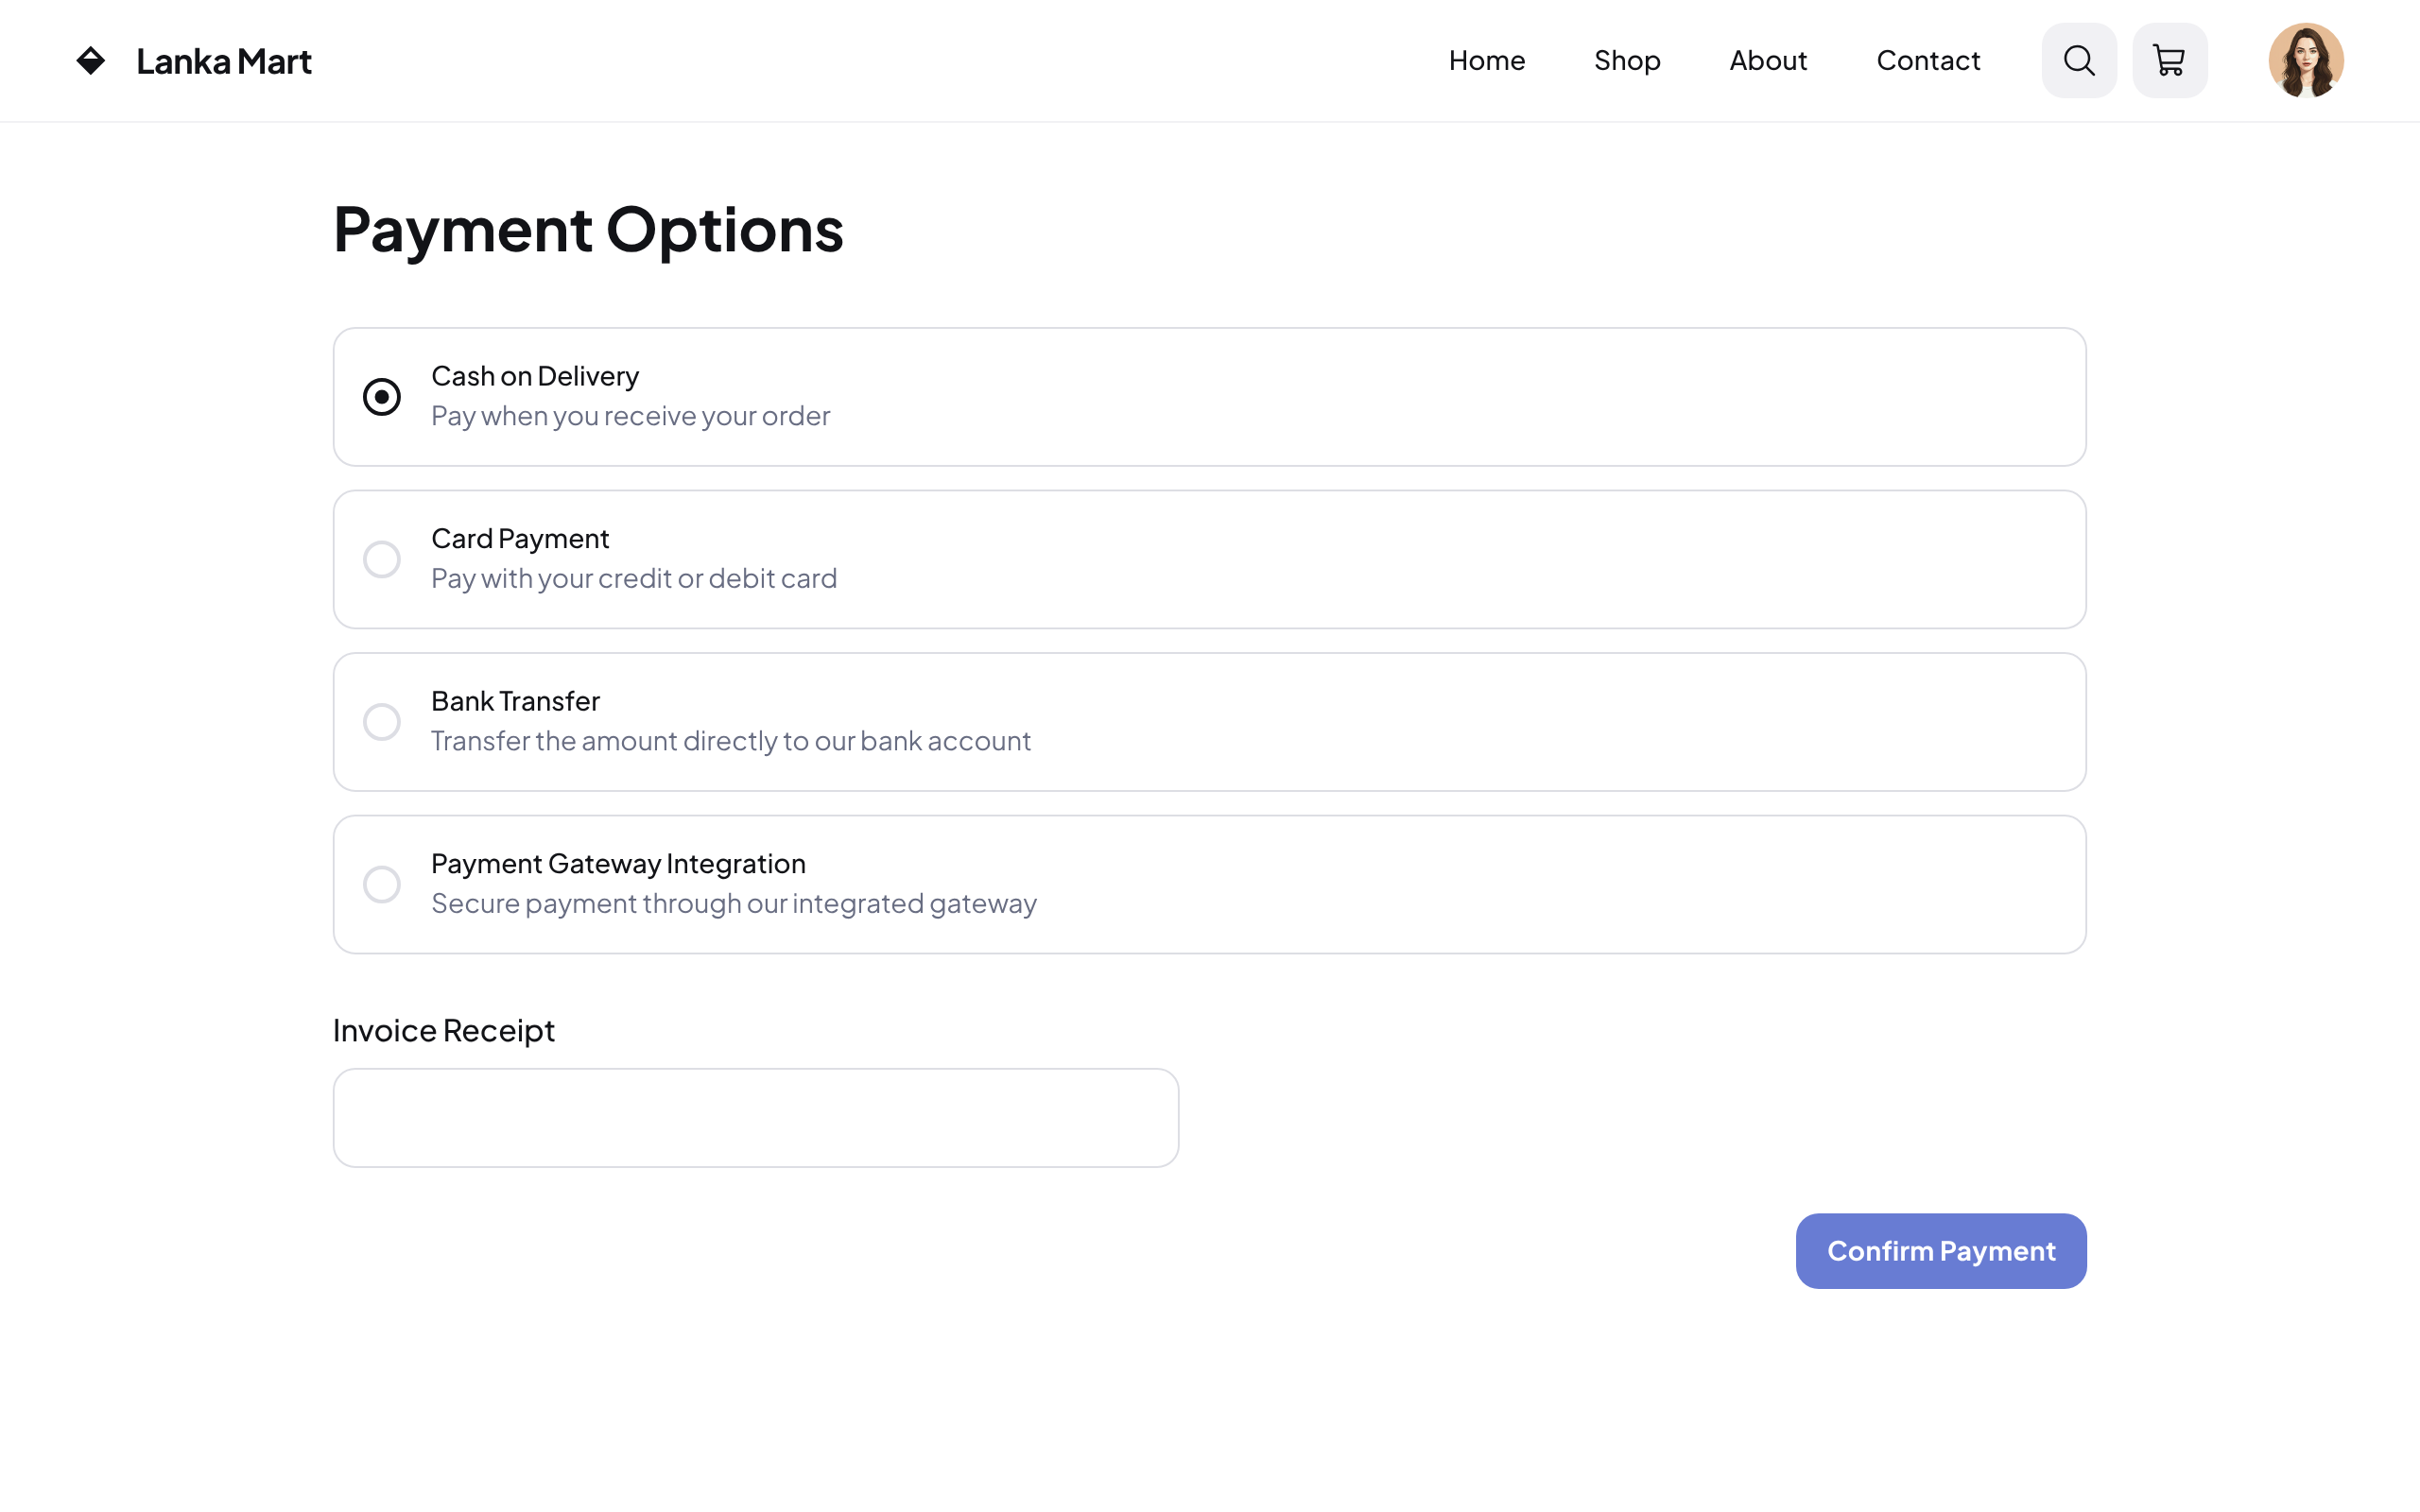 Lanka Mart
Home
Shop
About
Contact
Payment Options
Cash on Delivery
Pay when you receive your order
Card Payment
Pay with your credit or debit card
Bank Transfer
Transfer the amount directly to our bank account
Payment Gateway Integration
Secure payment through our integrated gateway
Invoice Receipt
Confirm Payment